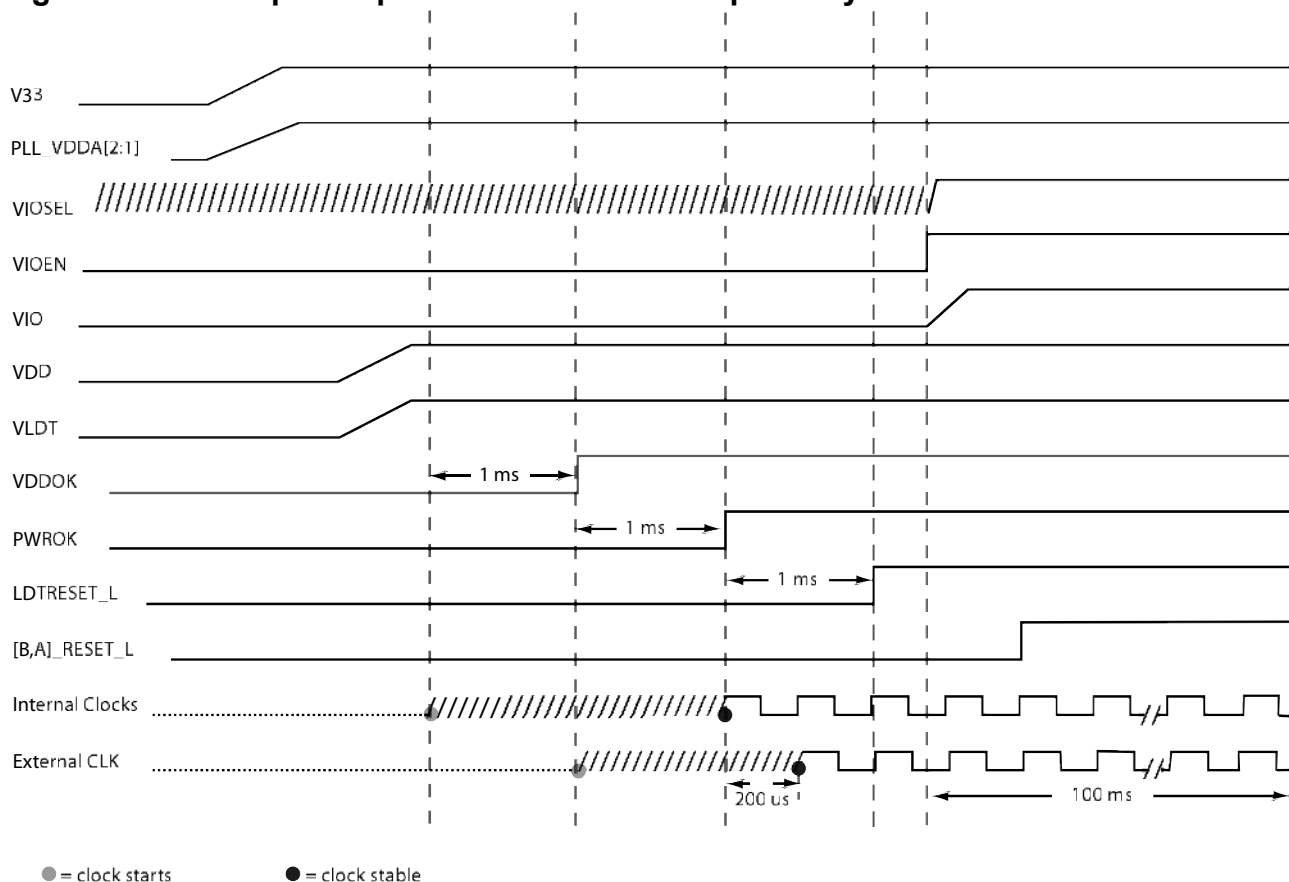 V33
PLL_VDDA[2:1]
VIOSEL
VIOEN
VIO
VDD
VLDT
VDDOK
1 ms
PWROK
1 ms
LDTRESET_L
1 ms
[B,A]_RESET_L
Internal Clocks
External CLK
200 us
100 ms
= clock starts
= clock stable